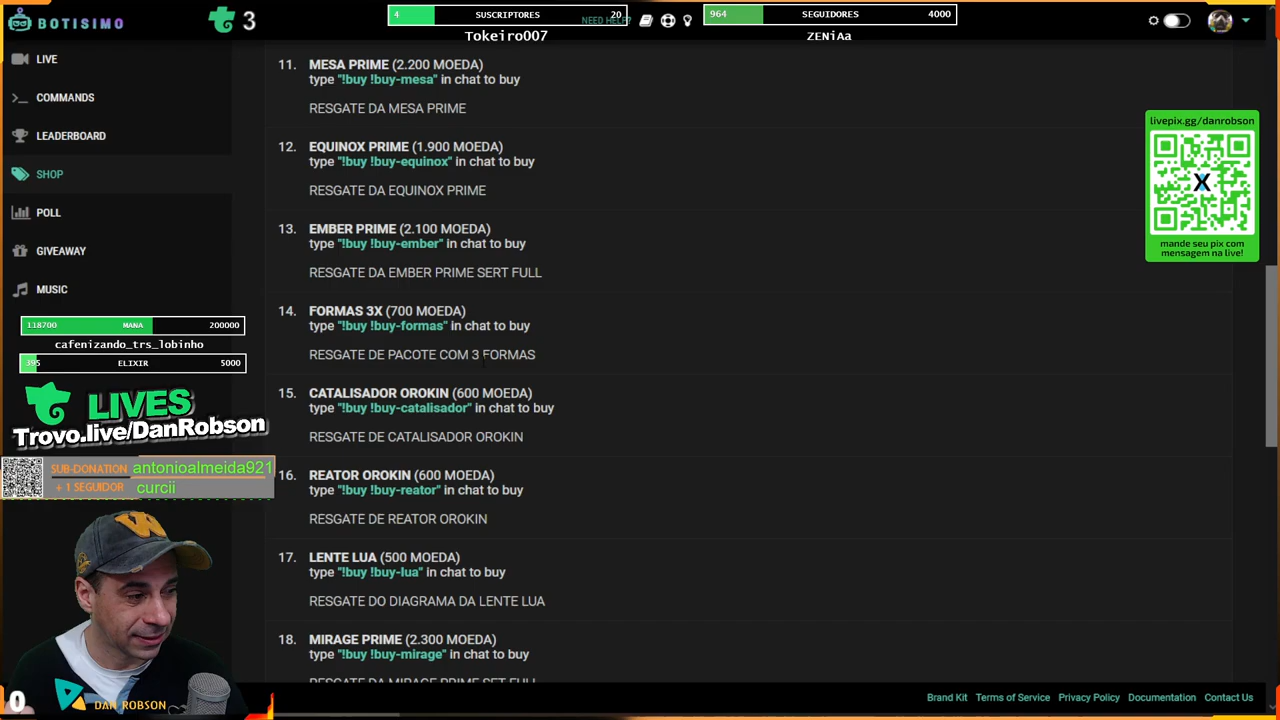 BOTISIMO
3
4 SUSCRIPTORES 20
Tokeiro007
NEED HELP?
964 SEGUIDORES 4000
ZENiAa
LIVE
COMMANDS
LEADERBOARD
SHOP
POLL
GIVEAWAY
MUSIC
118700 MANA 200000
cafenizando_trs_lobinho
395 ELIXIR 5000
LIVES
Trovo.live/DanRobson
SUB-DONATION antonioalmeida921
+ 1 SEGUIDOR curcii
W
0
DAN ROBSON
11. MESA PRIME (2.200 MOEDA)
type "!buy !buy-mesa" in chat to buy
RESGATE DA MESA PRIME
12. EQUINOX PRIME (1.900 MOEDA)
type "!buy !buy-equinox" in chat to buy
RESGATE DA EQUINOX PRIME
13. EMBER PRIME (2.100 MOEDA)
type "!buy !buy-ember" in chat to buy
RESGATE DA EMBER PRIME SERT FULL
14. FORMAS 3X (700 MOEDA)
type "!buy !buy-formas" in chat to buy
RESGATE DE PACOTE COM 3 FORMAS
15. CATALISADOR OROKIN (600 MOEDA)
type "!buy !buy-catalisador" in chat to buy
RESGATE DE CATALISADOR OROKIN
16. REATOR OROKIN (600 MOEDA)
type "!buy !buy-reator" in chat to buy
RESGATE DE REATOR OROKIN
17. LENTE LUA (500 MOEDA)
type "!buy !buy-lua" in chat to buy
RESGATE DO DIAGRAMA DA LENTE LUA
18. MIRAGE PRIME (2.300 MOEDA)
type "!buy !buy-mirage" in chat to buy
RESGATE DA MIRAGE PRIME SET FULL
livepix.gg/danrobson
X
mande seu pix com
mensagem na live!
Brand Kit Terms of Service Privacy Policy Documentation Contact Us